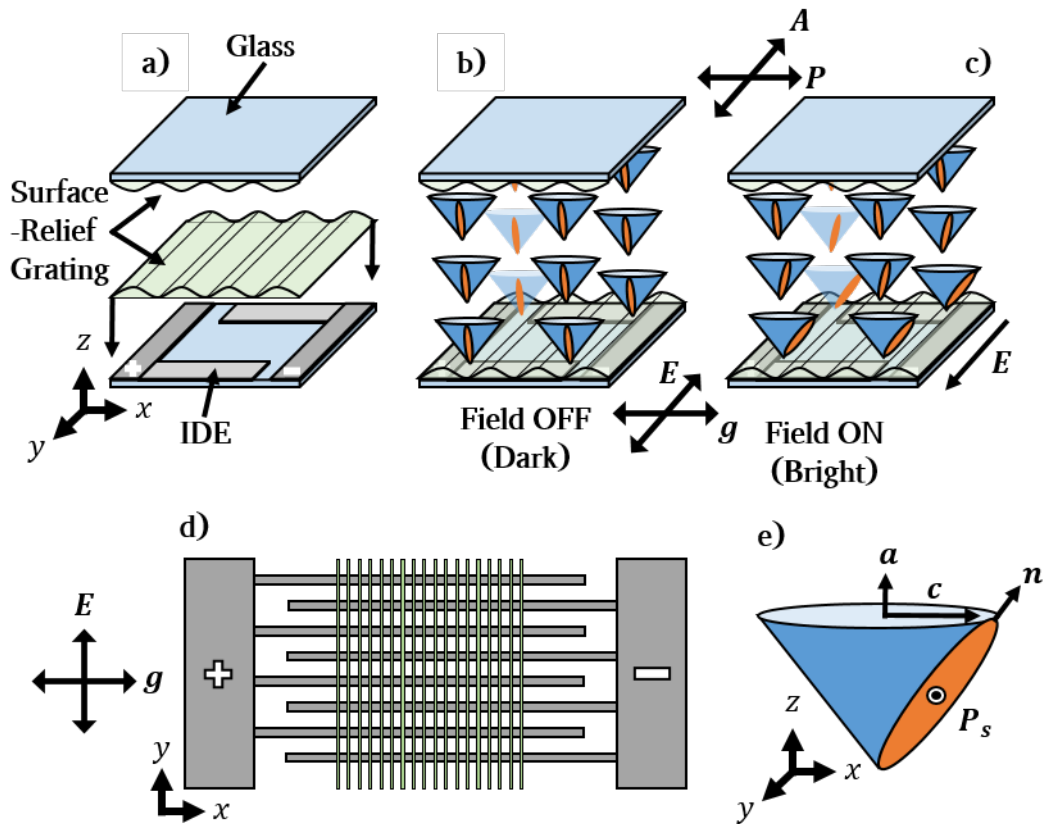 a)
Glass
Surface
-Relief
Grating
+
-
IDE
z
x
y
b)
A
P
c)
Field OFF
(Dark)
E
g
Field ON
(Bright)
E
d)
E
g
+
−
y
x
e)
a
c
n
P_s
z
x
y